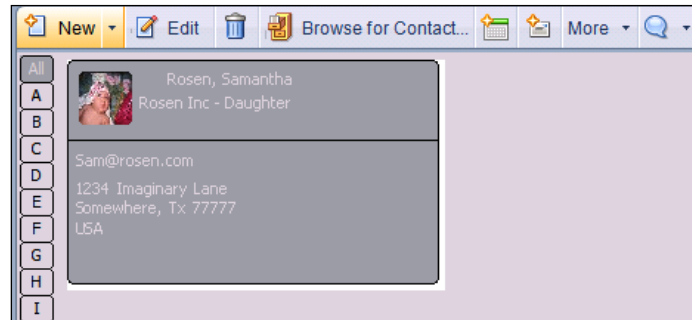 New Edit Browse for Contact... More
All
A
B
C
D
E
F
G
H
I
Rosen, Samantha
Rosen Inc - Daughter
Sam@rosen.com
1234 Imaginary Lane
Somewhere, Tx 77777
USA